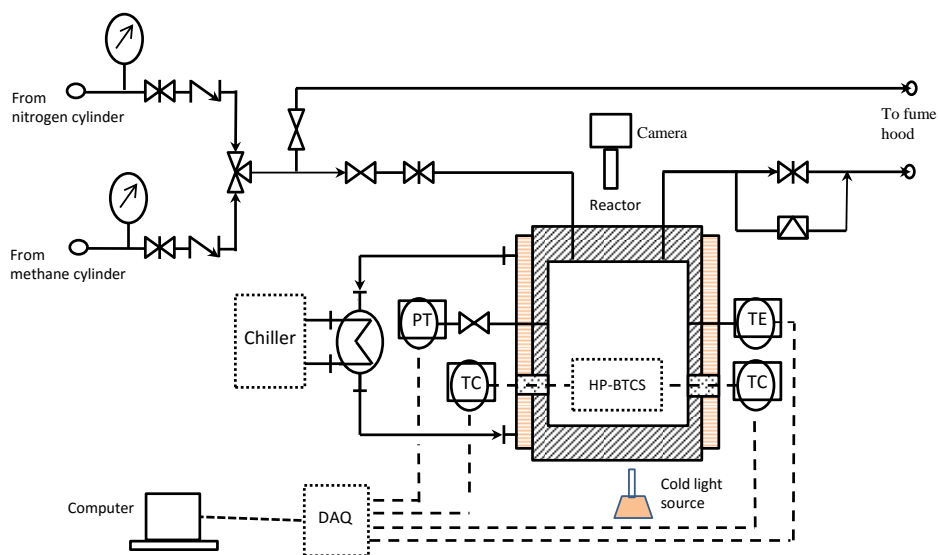 From
nitrogen cylinder
To fume
hood
Camera
Reactor
From
methane cylinder
Chiller
PT
TE
TC
HP-BTCS
TC
Cold light
source
Computer
DAQ